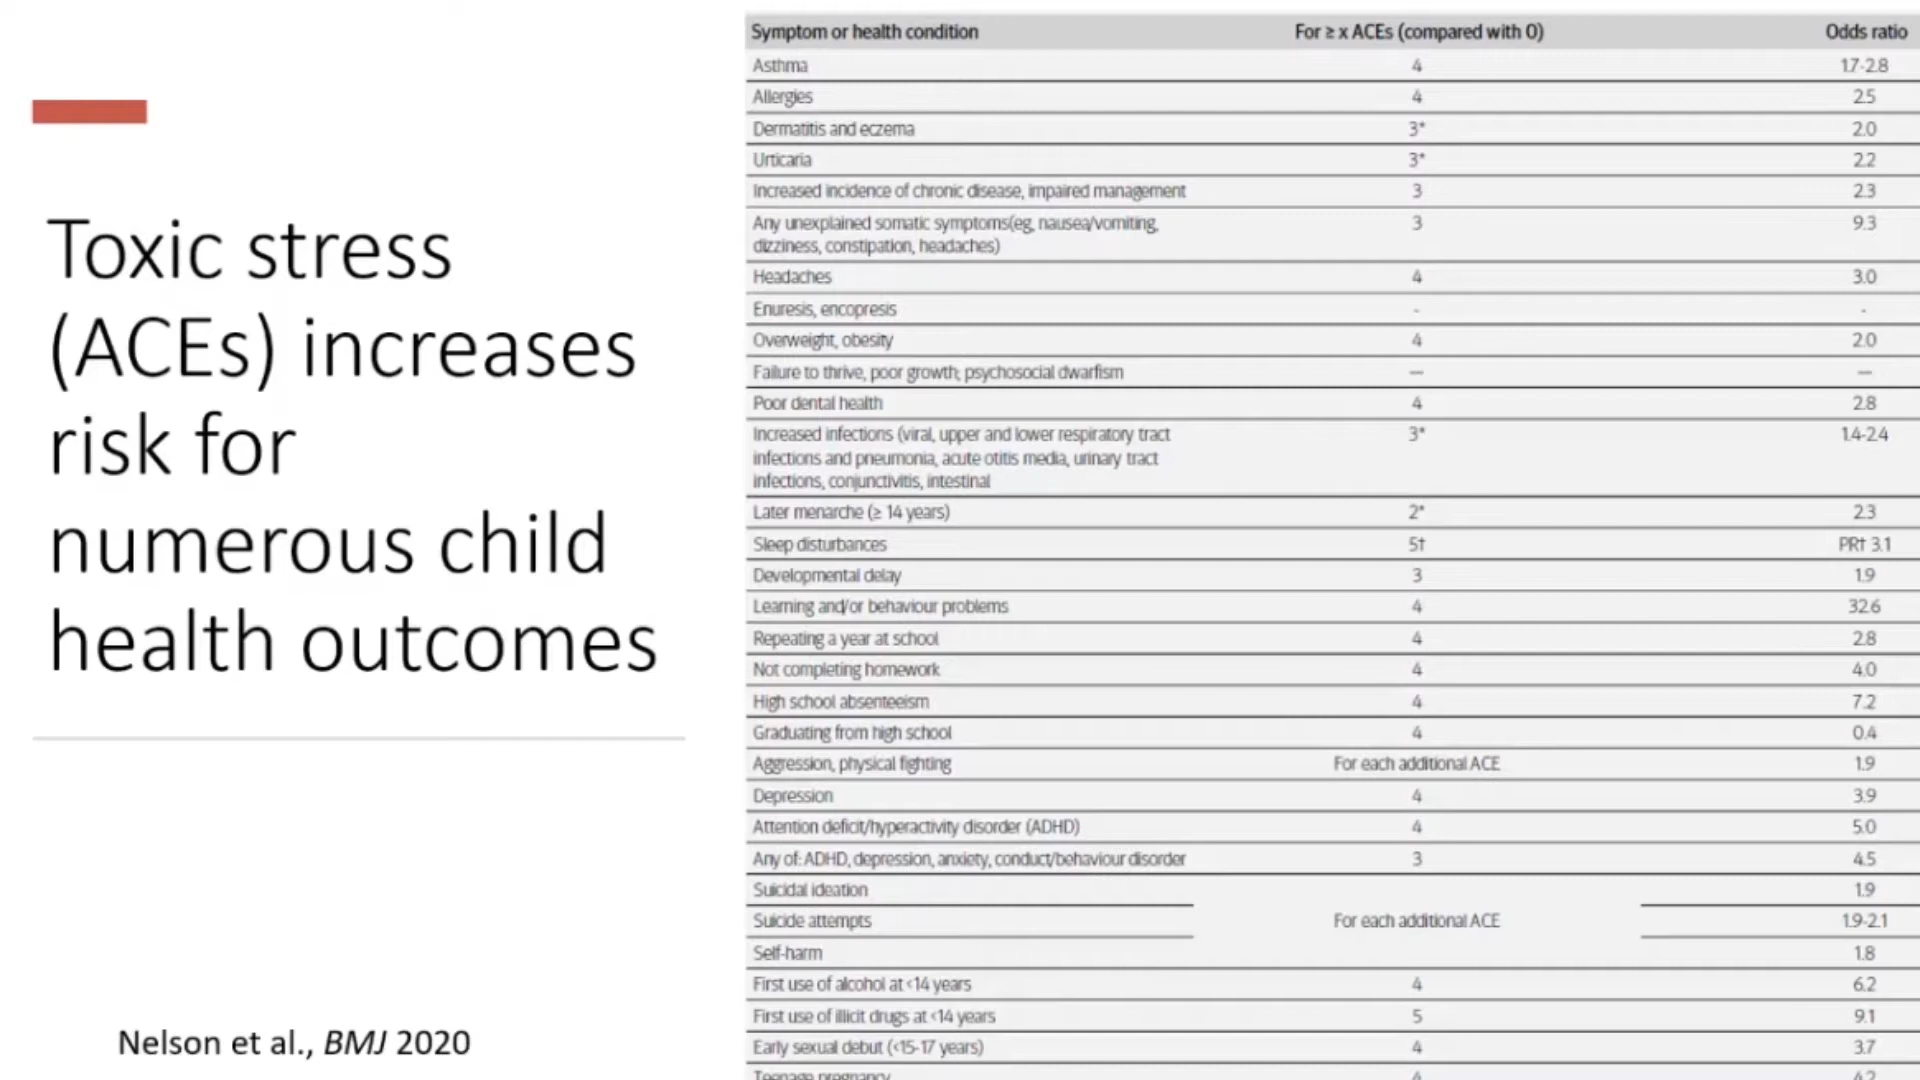 Toxic stress
(ACEs) increases
risk for
numerous child
health outcomes
Nelson et al., BMJ 2020
Symptom or health condition For ≥ x ACEs (compared with 0) Odds ratio
Asthma 4 1.7-2.8
Allergies 4 2.5
Dermatitis and eczema 3* 2.0
Urticaria 3* 2.2
Increased incidence of chronic disease, impaired management 3 2.3
Any unexplained somatic symptoms(eg, nausea/vomiting, 3 9.3
dizziness, constipation, headaches)
Headaches 4 3.0
Enuresis, encopresis - -
Overweight, obesity 4 2.0
Failure to thrive, poor growth; psychosocial dwarfism — —
Poor dental health 4 2.8
Increased infections (viral, upper and lower respiratory tract 3* 1.4-2.4
infections and pneumonia, acute otitis media, urinary tract
infections, conjunctivitis, intestinal
Later menarche (≥ 14 years) 2* 2.3
Sleep disturbances 5† PR† 3.1
Developmental delay 3 1.9
Learning and/or behaviour problems 4 32.6
Repeating a year at school 4 2.8
Not completing homework 4 4.0
High school absenteeism 4 7.2
Graduating from high school 4 0.4
Aggression, physical fighting For each additional ACE 1.9
Depression 4 3.9
Attention deficit/hyperactivity disorder (ADHD) 4 5.0
Any of: ADHD, depression, anxiety, conduct/behaviour disorder 3 4.5
Suicidal ideation 1.9
Suicide attempts For each additional ACE 1.9-2.1
Self-harm 1.8
First use of alcohol at <14 years 4 6.2
First use of illicit drugs at <14 years 5 9.1
Early sexual debut (<15-17 years) 4 3.7
Teenage pregnancy 4 4.2